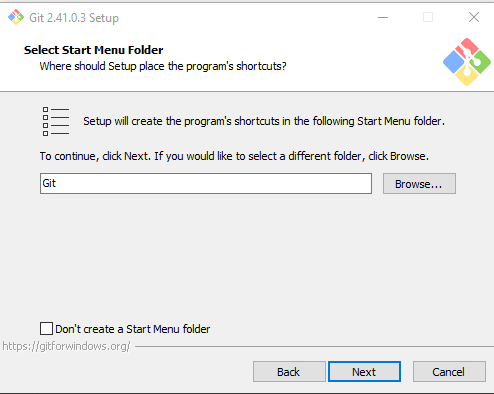 Git 2.41.0.3 Setup
Select Start Menu Folder
Where should Setup place the program's shortcuts?
Setup will create the program's shortcuts in the following Start Menu folder.
To continue, click Next. If you would like to select a different folder, click Browse.
Git
Browse...
Don't create a Start Menu folder
https://gitforwindows.org/
Back
Next
Cancel